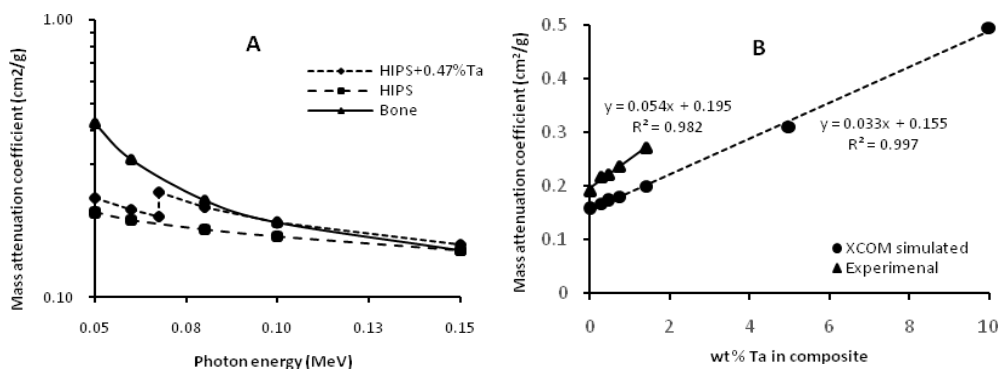 A
Mass attenuation coefficient (cm2/g)
1.00
0.10
HIPS+0.47%Ta
HIPS
Bone
0.05
0.08
0.10
0.13
0.15
Photon energy (MeV)
B
Mass attenuation coefficient (cm²/g)
0.5
0.4
0.3
0.2
0.1
0
y = 0.054x + 0.195
R² = 0.982
y = 0.033x + 0.155
R² = 0.997
XCOM simulated
Experimenal
0
2
4
6
8
10
wt% Ta in composite